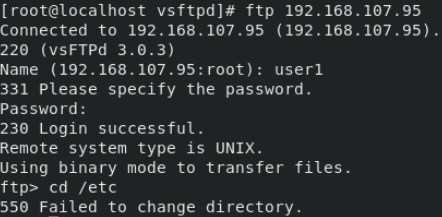 [root@localhost vsftpd]# ftp 192.168.107.95
Connected to 192.168.107.95 (192.168.107.95).
220 (vsFTPd 3.0.3)
Name (192.168.107.95:root): user1
331 Please specify the password.
Password:
230 Login successful.
Remote system type is UNIX.
Using binary mode to transfer files.
ftp> cd /etc
550 Failed to change directory.